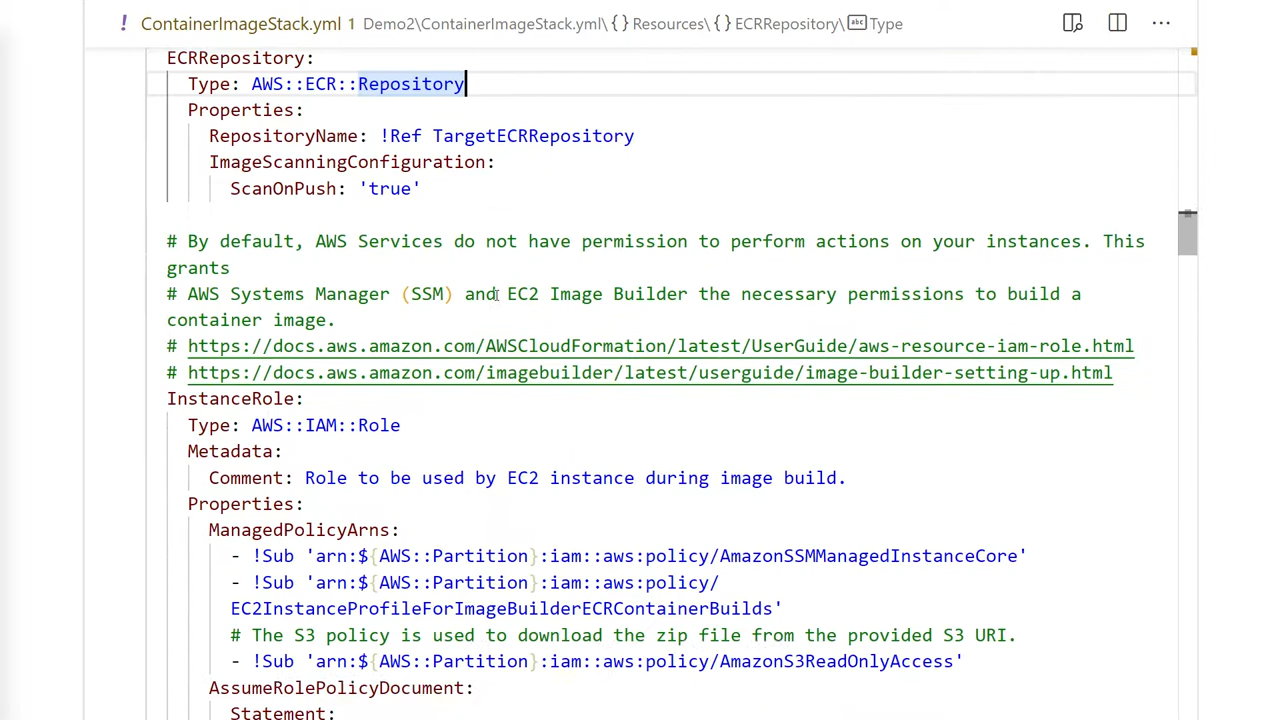 ! ContainerImageStack.yml 1 Demo2\ContainerImageStack.yml\ {} Resources\ {} ECRRepository\ abc Type ...
ECRRepository:
Type: AWS::ECR::Repository
Properties:
RepositoryName: !Ref TargetECRRepository
ImageScanningConfiguration:
ScanOnPush: 'true'
# By default, AWS Services do not have permission to perform actions on your instances. This
grants
# AWS Systems Manager (SSM) and EC2 Image Builder the necessary permissions to build a
container image.
# https://docs.aws.amazon.com/AWSCloudFormation/latest/UserGuide/aws-resource-iam-role.html
# https://docs.aws.amazon.com/imagebuilder/latest/userguide/image-builder-setting-up.html
InstanceRole:
Type: AWS::IAM::Role
Metadata:
Comment: Role to be used by EC2 instance during image build.
Properties:
ManagedPolicyArns:
- !Sub 'arn:${AWS::Partition}:iam::aws:policy/AmazonSSMManagedInstanceCore'
- !Sub 'arn:${AWS::Partition}:iam::aws:policy/
EC2InstanceProfileForImageBuilderECRContainerBuilds'
# The S3 policy is used to download the zip file from the provided S3 URI.
- !Sub 'arn:${AWS::Partition}:iam::aws:policy/AmazonS3ReadOnlyAccess'
AssumeRolePolicyDocument:
Statement: